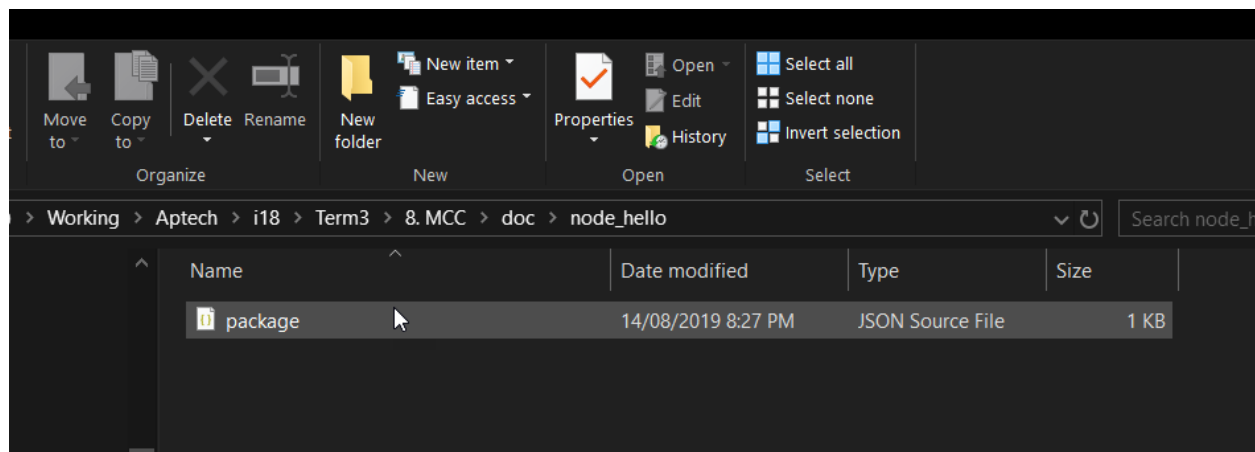 Move to
Copy to
Delete
Rename
Organize
New folder
New item
Easy access
New
Properties
Open
Edit
History
Open
Select all
Select none
Invert selection
Select
> Working > Aptech > i18 > Term3 > 8. MCC > doc > node_hello
Search node_h
Name Date modified Type Size
package 14/08/2019 8:27 PM JSON Source File 1 KB